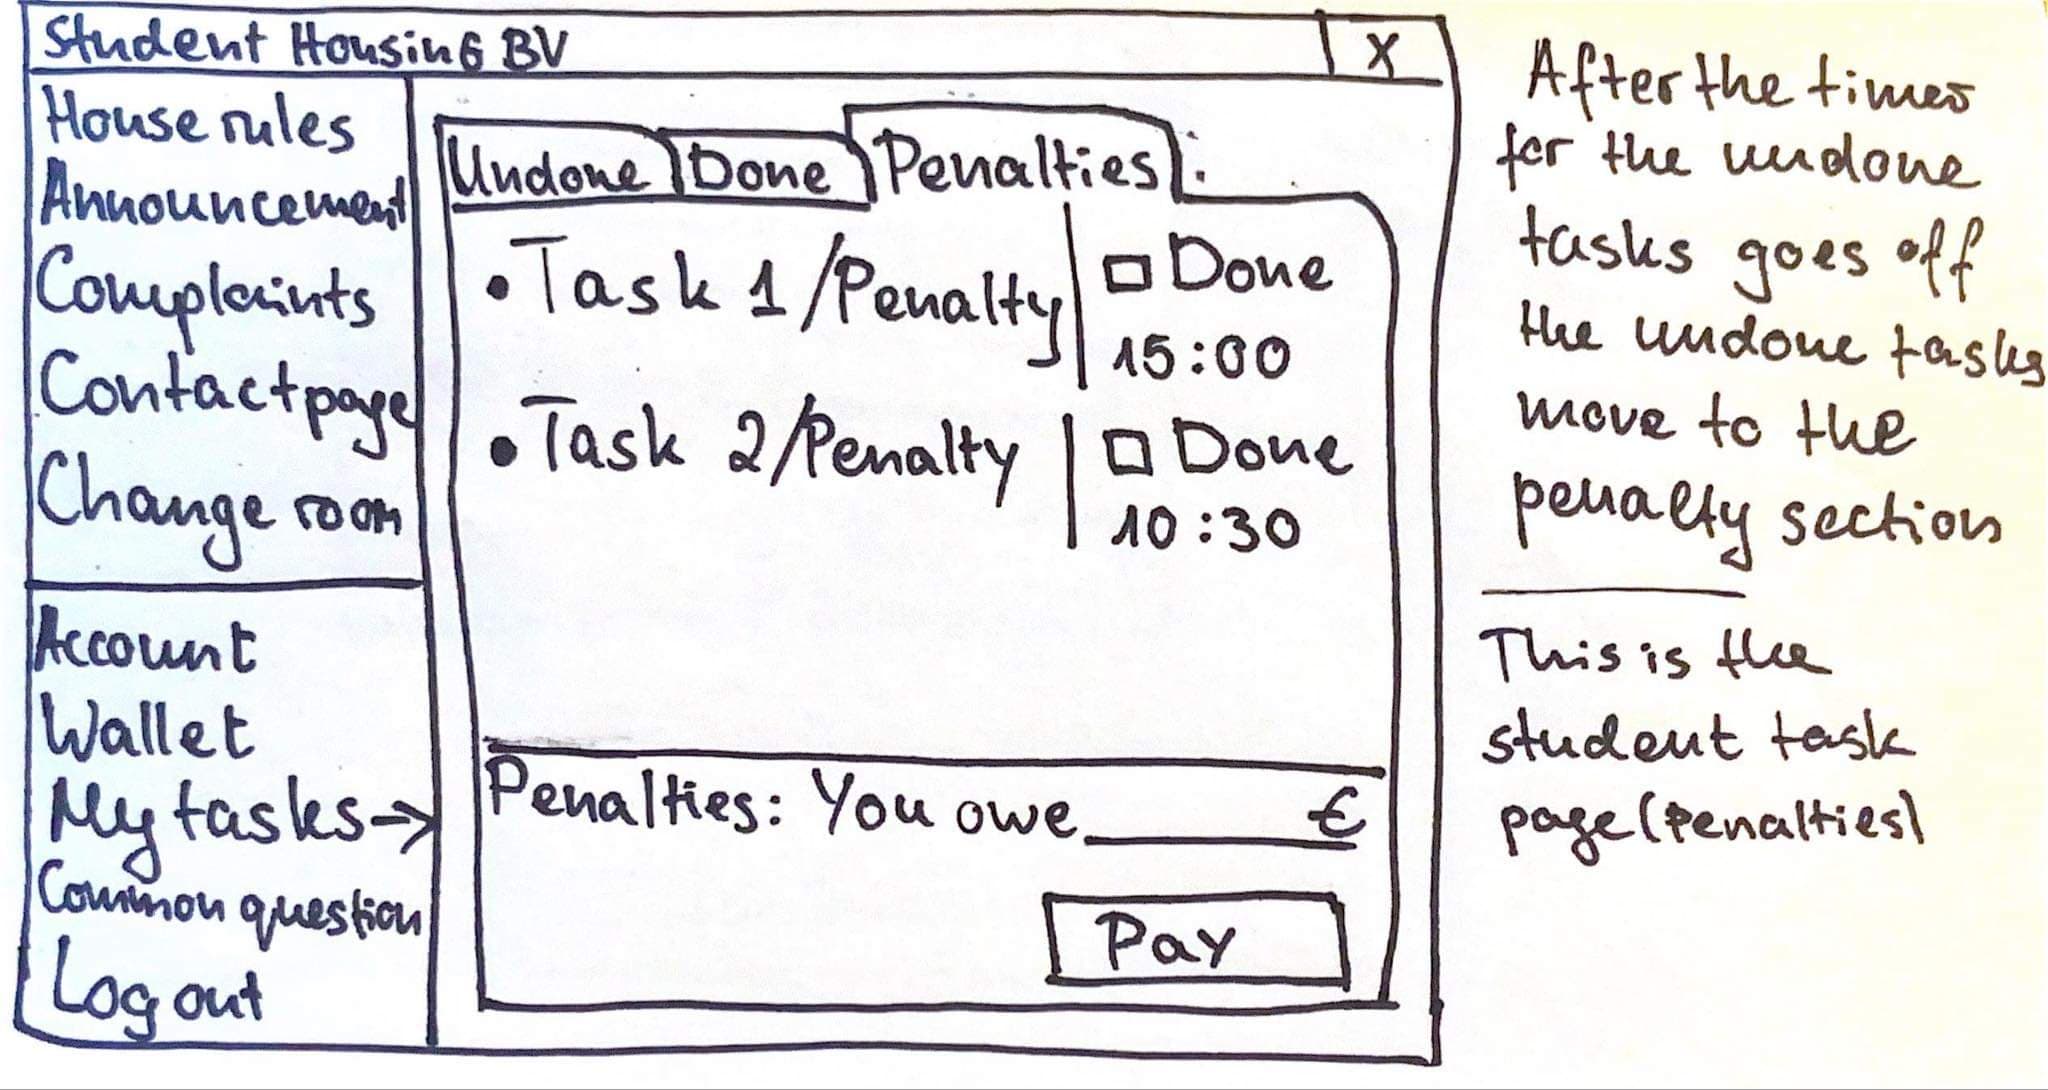 Student Housing BV X
House rules
Announcement
Complaints
Contact page
Change room
Account
Wallet
My tasks →
Common question
Log out
Undone Done Penalties
• Task 1/Penalty Done
15:00
• Task 2/Penalty Done
10:30
Penalties: You owe ______ €
Pay
After the timer
for the undone
tasks goes off
the undone tasks
move to the
penalty section
This is the
student task
page (Penalties)